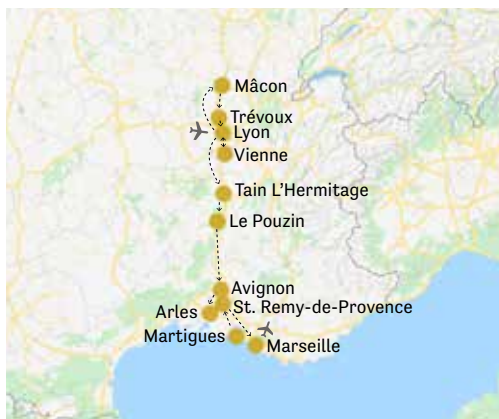 Mâcon
Trévoux
Lyon
Vienne
Tain L'Hermitage
Le Pouzin
Avignon
St. Remy-de-Provence
Arles
Martigues
Marseille